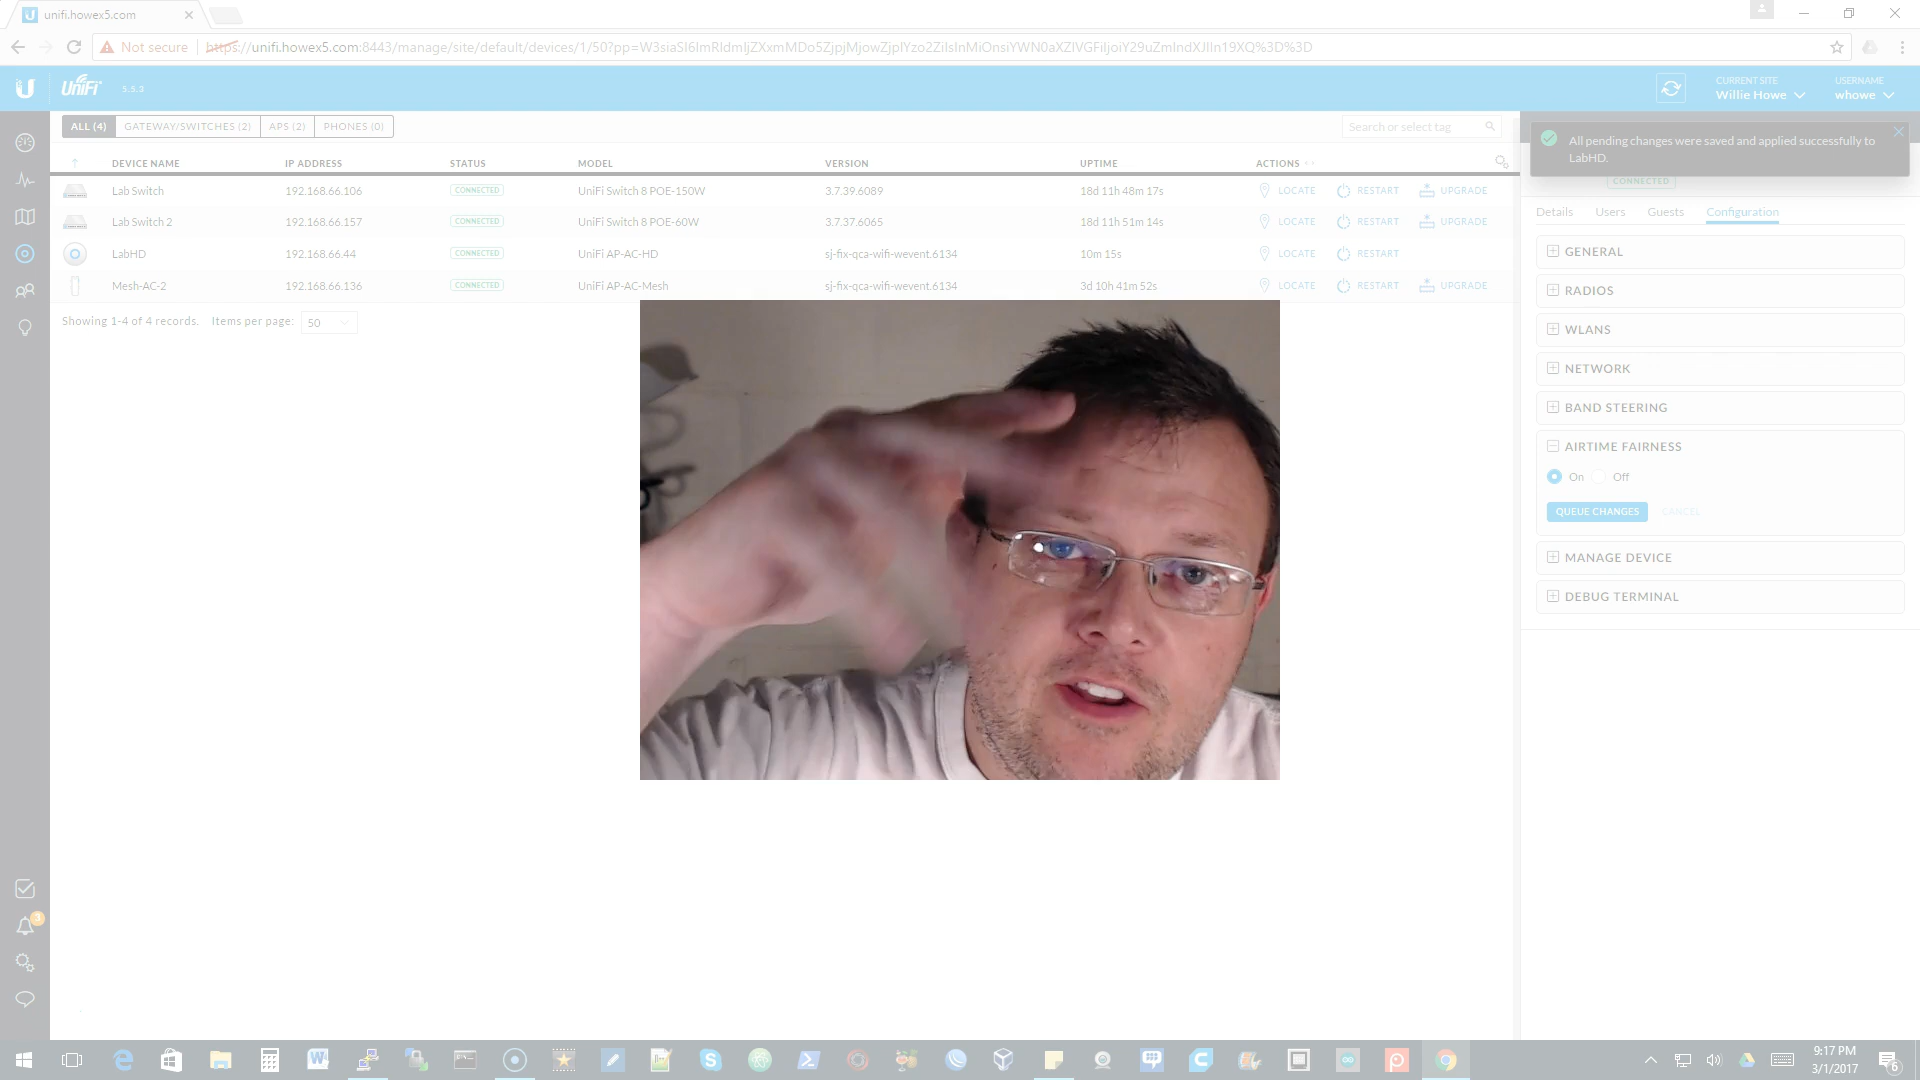 unifi.howex5.com
Not secure
https://unifi.howex5.com:8443/manage/site/default/devices/1/50?pp=
UniFi 5.5.3
CURRENT SITE
Willie Howe
USERNAME
whowe
ALL (4) GATEWAY/SWITCHES (2) APS (2) PHONES (0)
Search or select tag
DEVICE NAME IP ADDRESS STATUS MODEL VERSION UPTIME ACTIONS
Lab Switch 192.168.66.106 CONNECTED UniFi Switch 8 POE-150W 3.7.39.6089 18d 11h 48m 17s LOCATE RESTART UPGRADE
Lab Switch 2 192.168.66.157 CONNECTED UniFi Switch 8 POE-60W 3.7.37.6065 18d 11h 51m 14s LOCATE RESTART UPGRADE
LabHD 192.168.66.44 CONNECTED UniFi AP-AC-HD sj-fix-qca-wifi-wevent.6134 10m 15s LOCATE RESTART
Mesh-AC-2 192.168.66.136 CONNECTED UniFi AP-AC-Mesh sj-fix-qca-wifi-wevent.6134 3d 10h 41m 52s LOCATE RESTART UPGRADE
Showing 1-4 of 4 records. Items per page: 50
All pending changes were saved and applied successfully to
LabHD.
CONNECTED
Details Users Guests Configuration
GENERAL
RADIOS
WLANS
NETWORK
BAND STEERING
AIRTIME FAIRNESS
On Off
QUEUE CHANGES CANCEL
MANAGE DEVICE
DEBUG TERMINAL
3
9:17 PM
3/1/2017
6